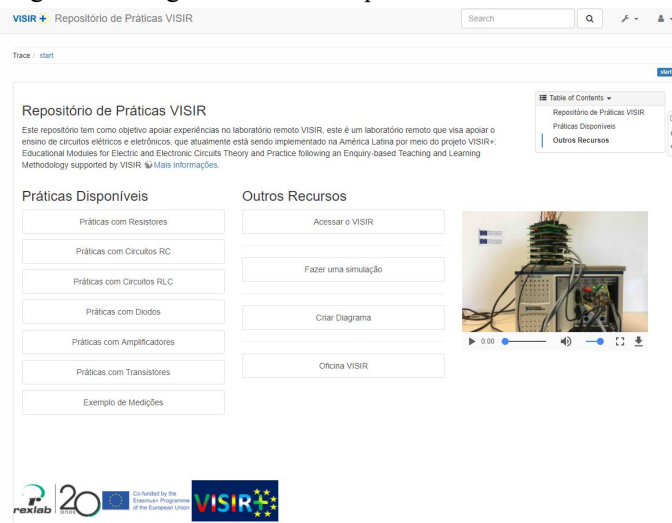 VISIR + Repositório de Práticas VISIR
Search
Trace / start
start
Table of Contents
Repositório de Práticas VISIR
Práticas Disponíveis
Outros Recursos
Repositório de Práticas VISIR
Este repositório tem como objetivo apoiar experiências no laboratório remoto VISIR, este é um laboratório remoto que visa apoiar o
ensino de circuitos elétricos e eletrônicos, que atualmente está sendo implementado na América Latina por meio do projeto VISIR+:
Educational Modules for Electric and Electronic Circuits Theory and Practice following an Enquiry-based Teaching and Learning
Methodology supported by VISIR Mais informações.
Práticas Disponíveis
Práticas com Resistores
Práticas com Circuitos RC
Práticas com Circuitos RLC
Práticas com Diodos
Práticas com Amplificadores
Práticas com Transistores
Exemplo de Medições
Outros Recursos
Acessar o VISIR
Fazer uma simulação
Criar Diagrama
Oficina VISIR
0:00
rexlab
20 anos
Co-funded by the
Erasmus+ Programme
of the European Union
VISIR+